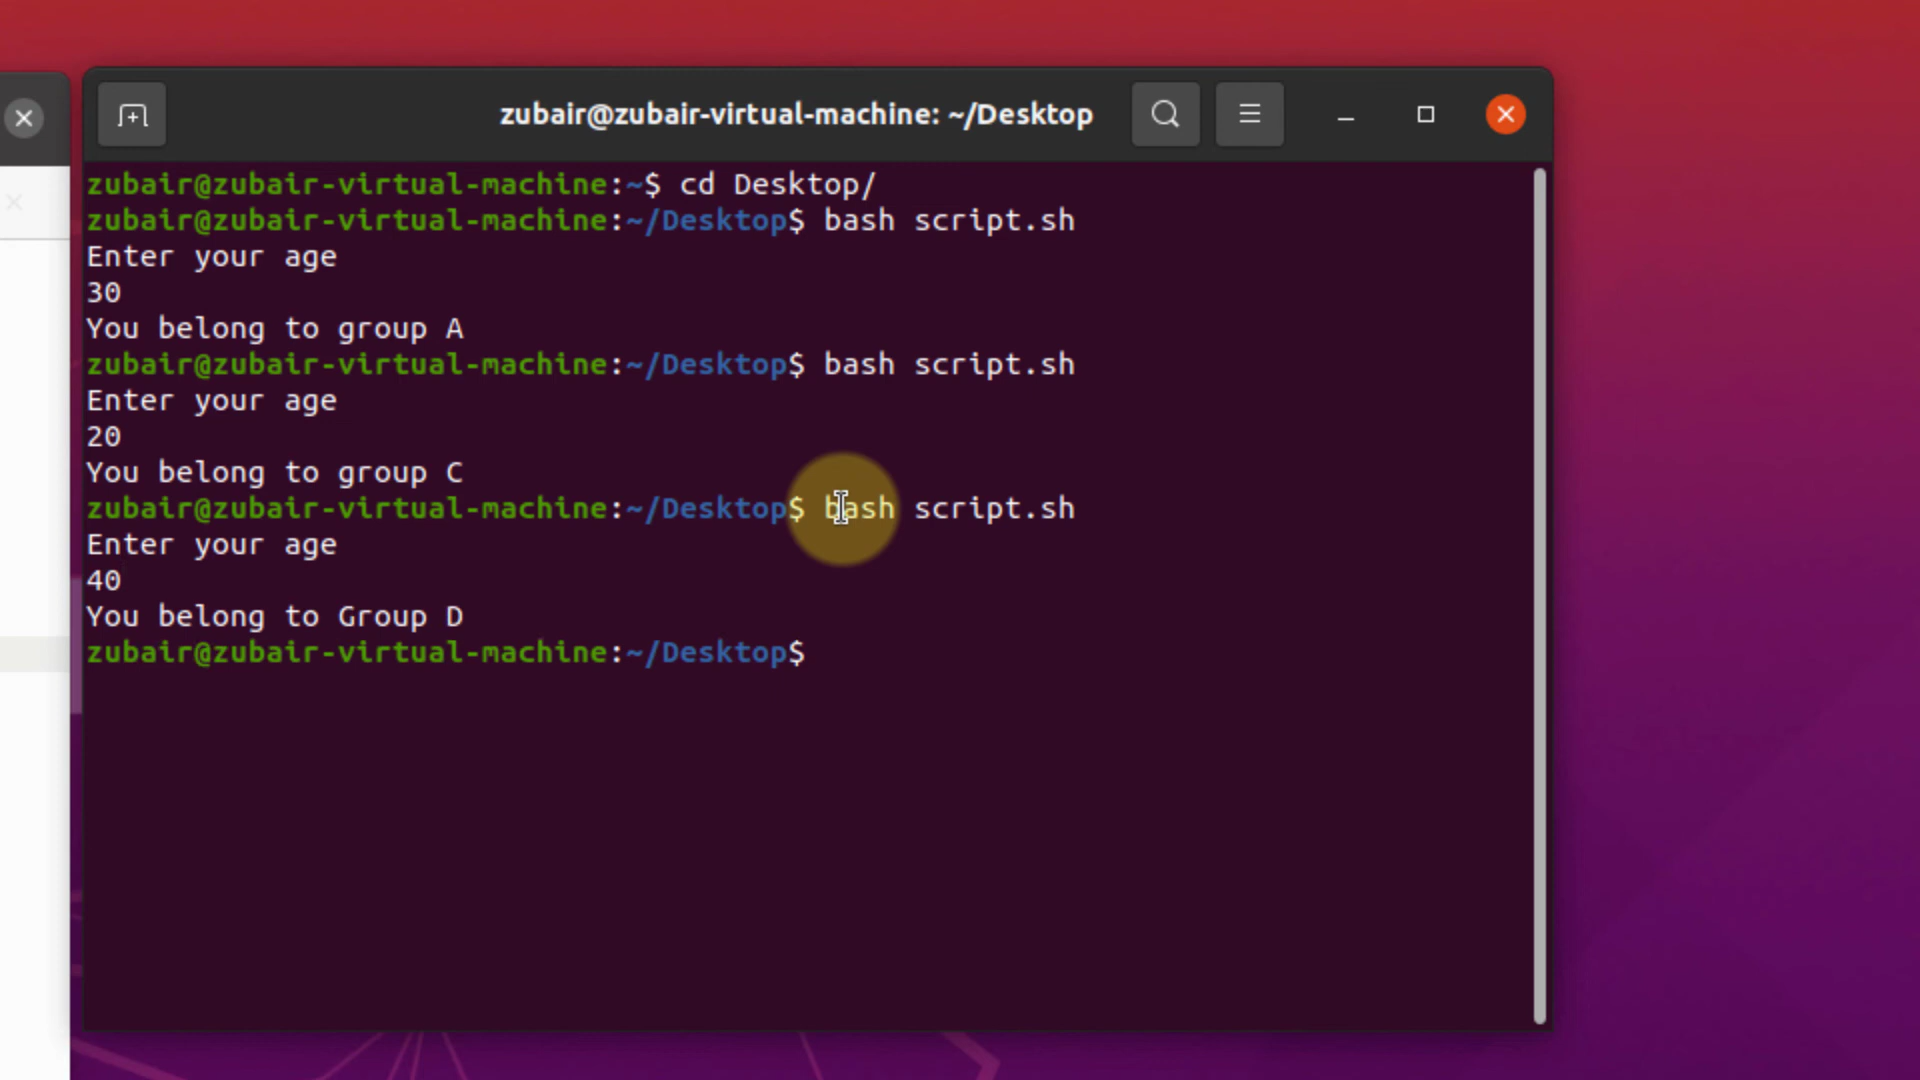 zubair@zubair-virtual-machine: ~/Desktop
zubair@zubair-virtual-machine:~$ cd Desktop/
zubair@zubair-virtual-machine:~/Desktop$ bash script.sh
Enter your age
30
You belong to group A
zubair@zubair-virtual-machine:~/Desktop$ bash script.sh
Enter your age
20
You belong to group C
zubair@zubair-virtual-machine:~/Desktop$ bash script.sh
Enter your age
40
You belong to Group D
zubair@zubair-virtual-machine:~/Desktop$